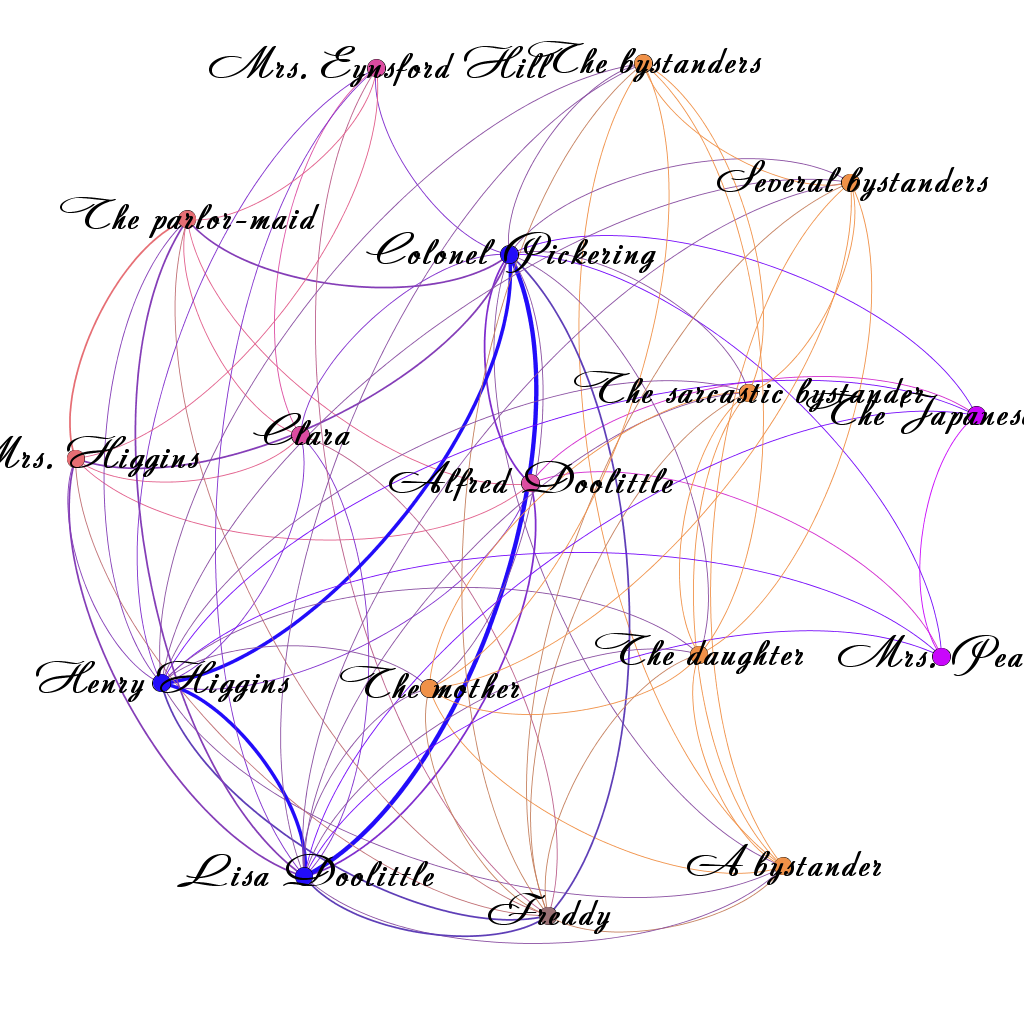 Mrs. Eynsford Hill
The bystanders
Several bystanders
The parlor-maid
Colonel Pickering
The sarcastic bystander
The Japanese
Clara
Mrs. Higgins
Alfred Doolittle
The daughter
Mrs. Pea
Henry Higgins
The mother
Lisa Doolittle
A bystander
Freddy